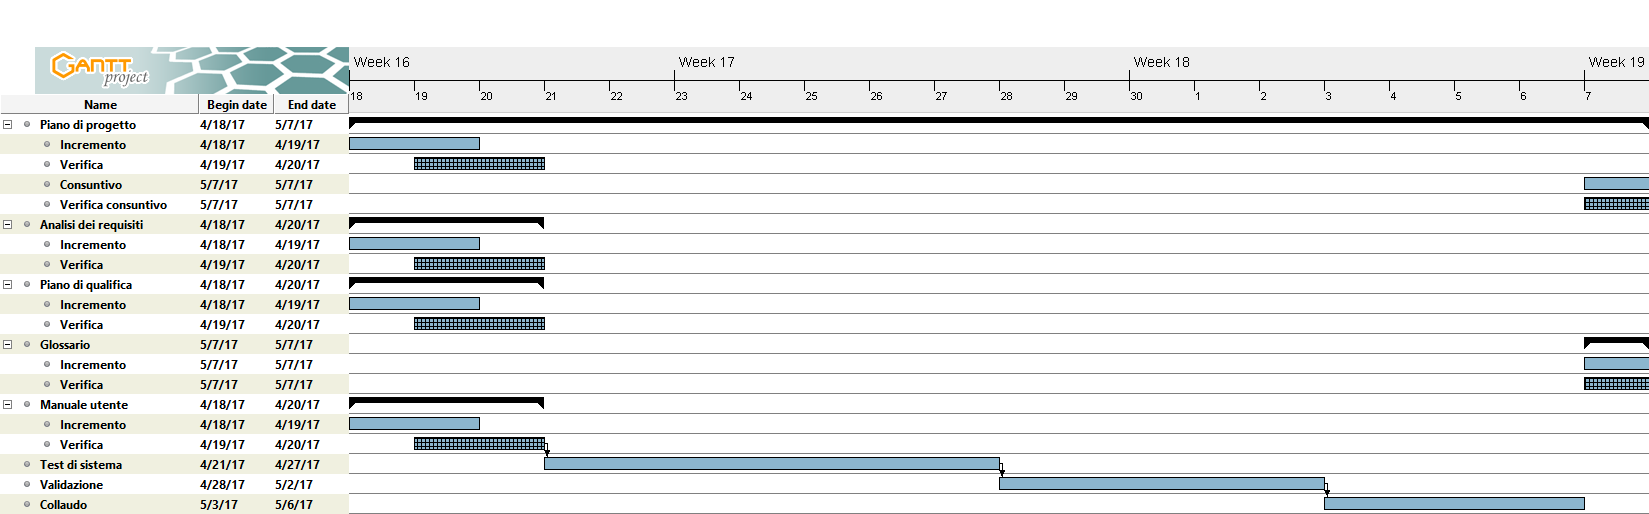 GANTT
project
Week 16 Week 17 Week 18 Week 19
18 19 20 21 22 23 24 25 26 27 28 29 30 1 2 3 4 5 6 7
Name Begin date End date
Piano di progetto 4/18/17 5/7/17
Incremento 4/18/17 4/19/17
Verifica 4/19/17 4/20/17
Consuntivo 5/7/17 5/7/17
Verifica consuntivo 5/7/17 5/7/17
Analisi dei requisiti 4/18/17 4/20/17
Incremento 4/18/17 4/19/17
Verifica 4/19/17 4/20/17
Piano di qualifica 4/18/17 4/20/17
Incremento 4/18/17 4/19/17
Verifica 4/19/17 4/20/17
Glossario 5/7/17 5/7/17
Incremento 5/7/17 5/7/17
Verifica 5/7/17 5/7/17
Manuale utente 4/18/17 4/20/17
Incremento 4/18/17 4/19/17
Verifica 4/19/17 4/20/17
Test di sistema 4/21/17 4/27/17
Validazione 4/28/17 5/2/17
Collaudo 5/3/17 5/6/17